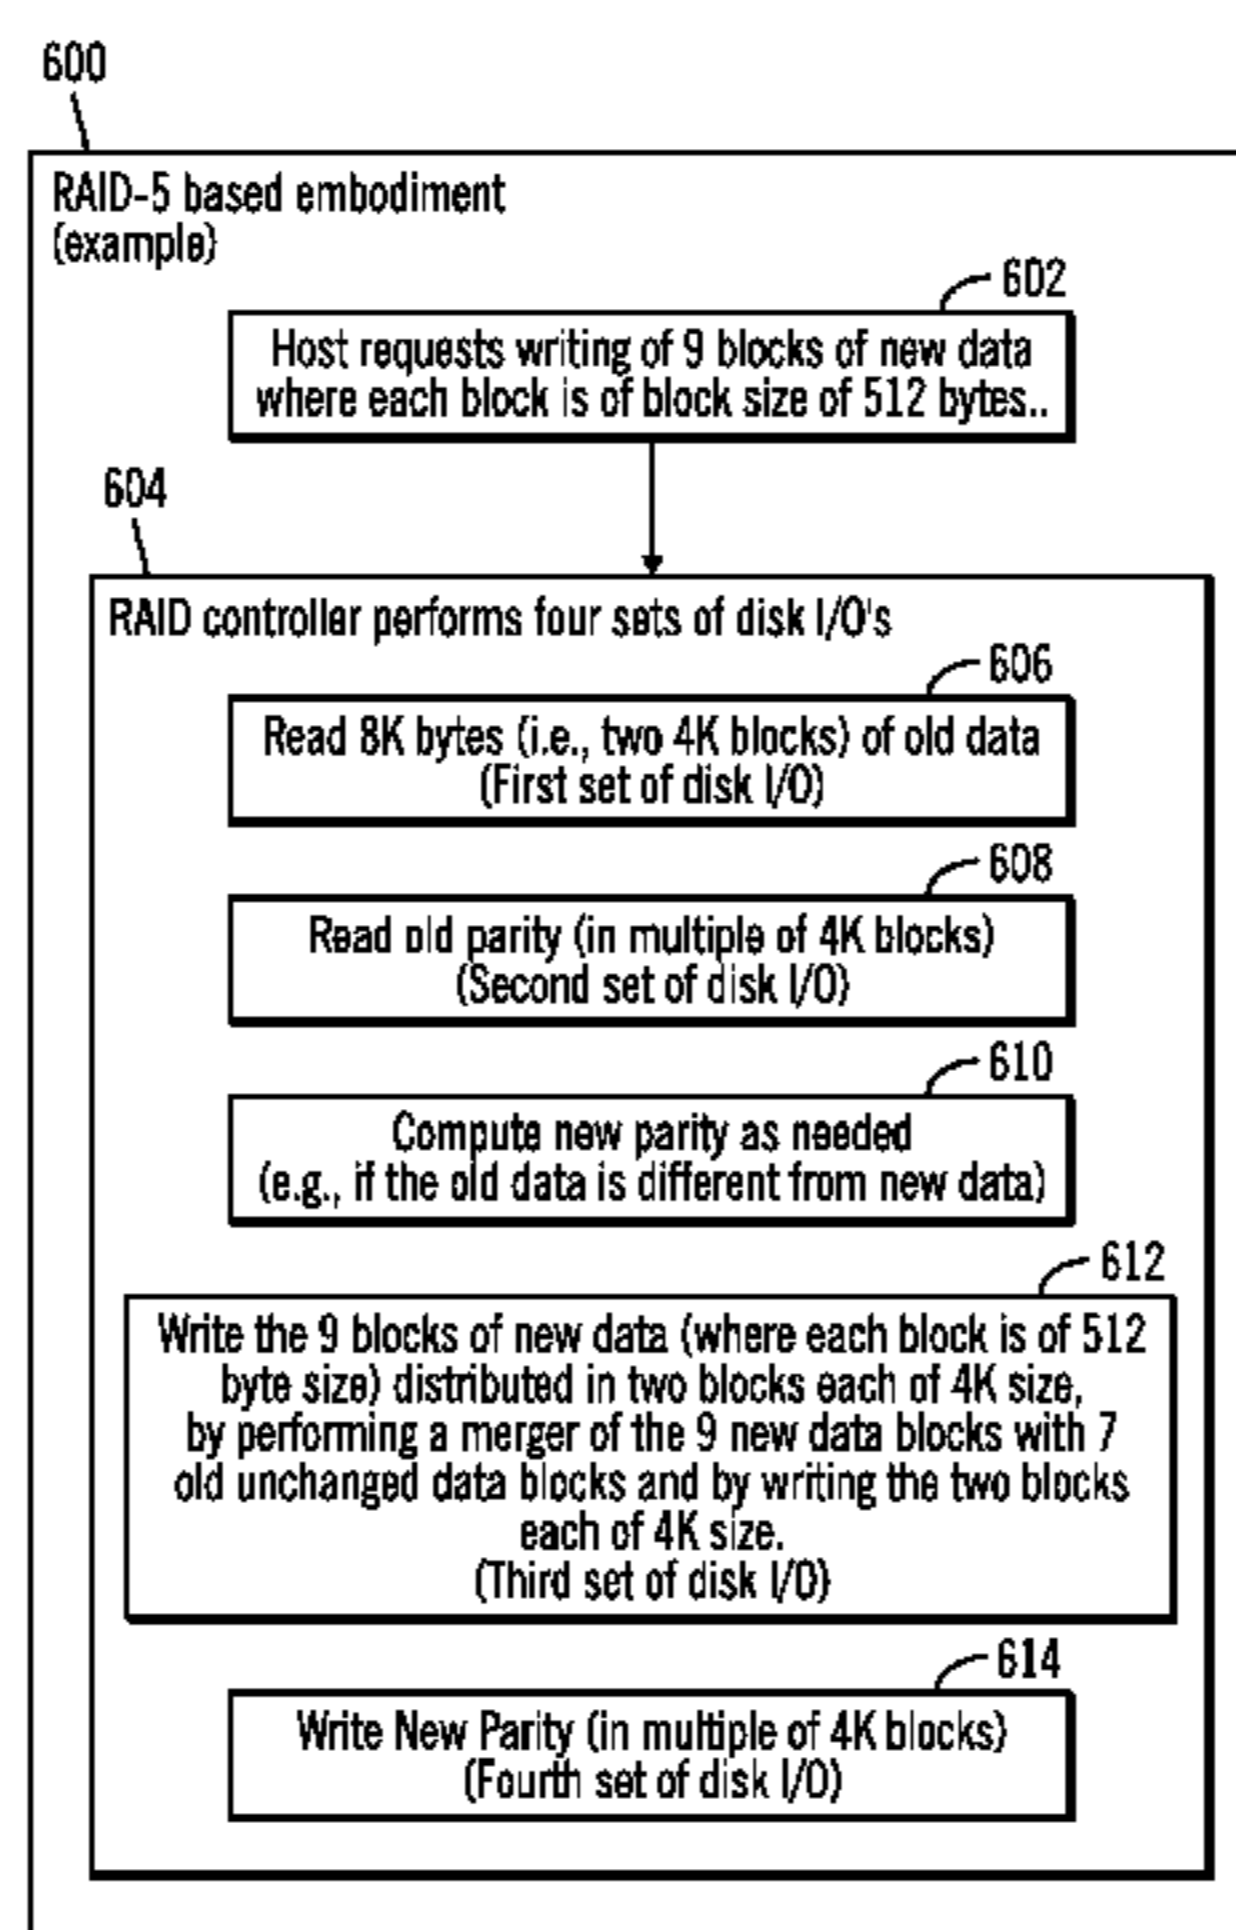 600
RAID-5 based embodiment
(example)
602
Host requests writing of 9 blocks of new data
where each block is of block size of 512 bytes..
604
RAID controller performs four sets of disk I/O's
606
Read 8K bytes (i.e., two 4K blocks) of old data
(First set of disk I/O)
608
Read old parity (in multiple of 4K blocks)
(Second set of disk I/O)
610
Compute new parity as needed
(e.g., if the old data is different from new data)
612
Write the 9 blocks of new data (where each block is of 512
byte size) distributed in two blocks each of 4K size,
by performing a merger of the 9 new data blocks with 7
old unchanged data blocks and by writing the two blocks
each of 4K size.
(Third set of disk I/O)
614
Write New Parity (in multiple of 4K blocks)
(Fourth set of disk I/O)